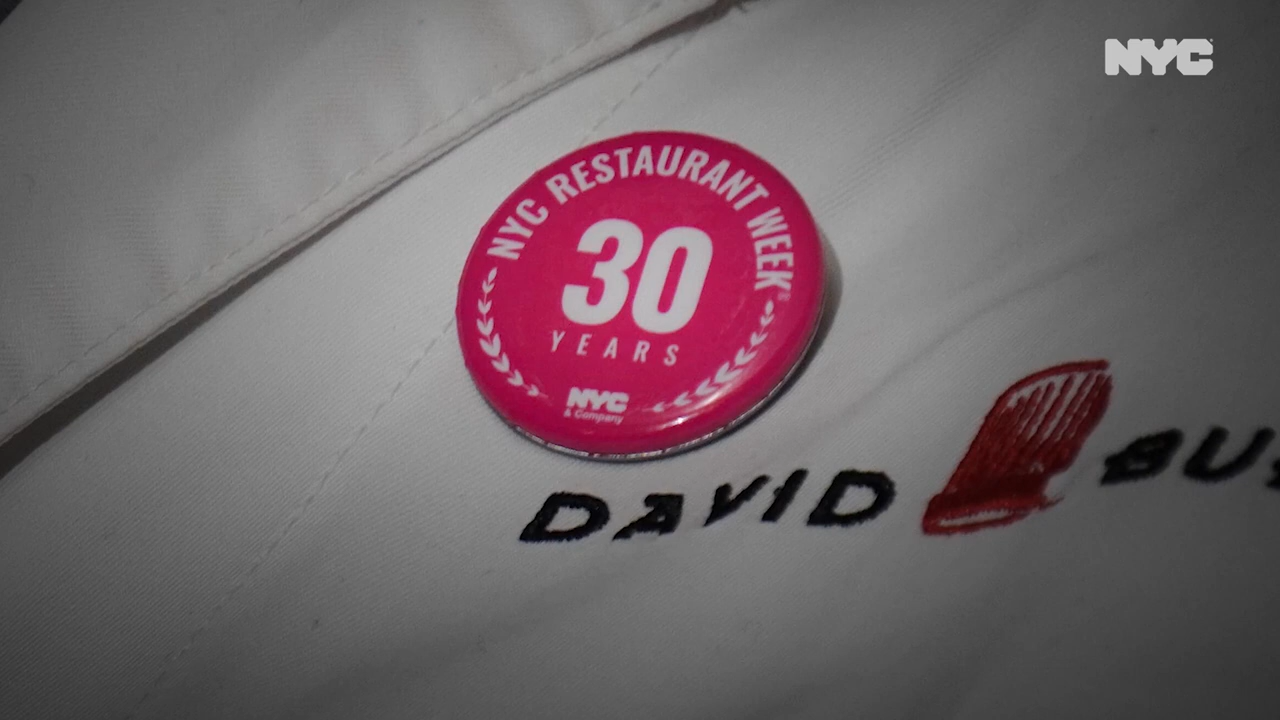 NYC
NYC RESTAURANT WEEK®
30
YEARS
NYC
& Company
DAVID